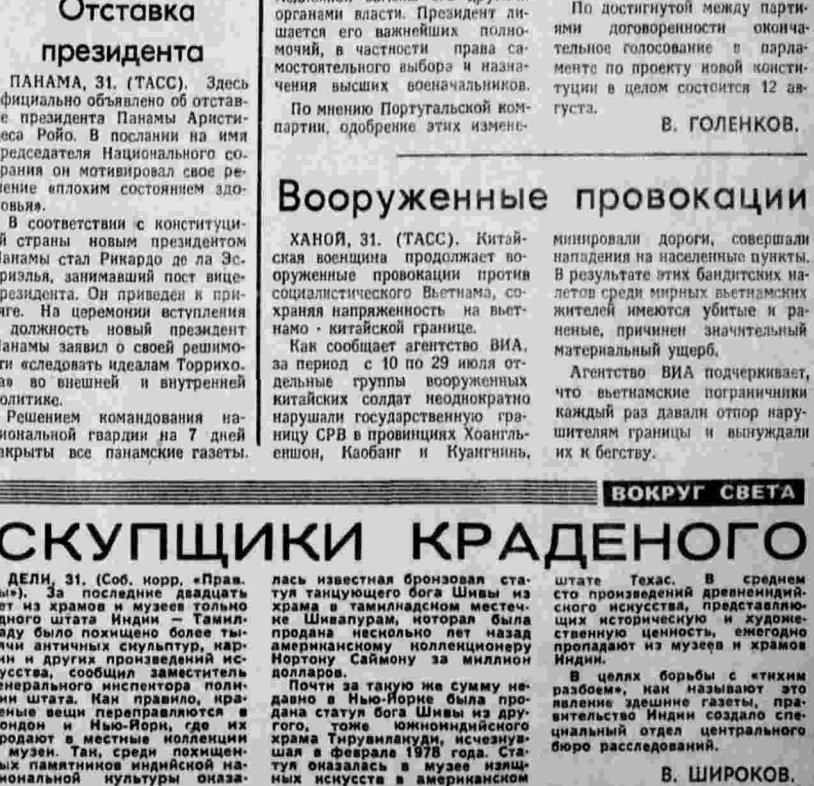 Отставка
президента
ПАНАМА, 31. (ТАСС). Здесь
фициально объявлено об отстав-
е президента Панамы Аристи-
еса Ройо. В послании на имя
редседателя Национального со-
рания он мотивировал свое ре-
ение «плохим состоянием здо-
овья».
В соответствии с конституци-
й страны новым президентом
анамы стал Рикардо де ла Эс-
риэлья, занимавший пост вице-
резидента. Он приведен к при-
яге. На церемонии вступления
должность новый президент
анамы заявил о своей решимо-
ти «следовать идеалам Торрихо-
а» во внешней и внутренней
олитике.
Решением командования на-
иональной гвардии на 7 дней
акрыты все панамские газеты.
органами власти. Президент ли-
шается его важнейших полно-
мочий, в частности права са-
мостоятельного выбора и назна-
чения высших военачальников.
По мнению Португальской ком-
партии, одобрение этих измене-
По достигнутой между парти-
ями договоренности оконча-
тельное голосование в парла-
менте по проекту новой консти-
туции в целом состоится 12 ав-
густа.
В. ГОЛЕНКОВ.
Вооруженные провокации
ХАНОЙ, 31. (ТАСС). Китай-
ская военщина продолжает во-
оруженные провокации против
социалистического Вьетнама, со-
храняя напряженность на вьет-
намо-китайской границе.
Как сообщает агентство ВИА,
за период с 10 по 29 июля от-
дельные группы вооруженных
китайских солдат неоднократно
нарушали государственную гра-
ницу СРВ в провинциях Хоангль-
еншон, Каобанг и Куангнинь,
минировали дороги, совершали
нападения на населенные пункты.
В результате этих бандитских на-
летов среди мирных вьетнамских
жителей имеются убитые и ра-
неные, причинен значительный
материальный ущерб.
Агентство ВИА подчеркивает,
что вьетнамские пограничники
каждый раз давали отпор нару-
шителям границы и вынуждали
их к бегству.
ВОКРУГ СВЕТА
СКУПЩИКИ КРАДЕНОГО
ДЕЛИ, 31. (Соб. корр. «Прав.
ы»). За последние двадцать
ет из храмов и музеев только
дного штата Индии — Тамил-
аду было похищено более ты-
ячи античных скульптур, кар-
ин и других произведений ис-
усства, сообщил заместитель
енерального инспектора поли-
ии штата. Как правило, кра-
еные вещи переправляются в
ондон и Нью-Йорк, где их
родают в местные коллекции
музеи. Так, среди похищен-
ых памятников индийской на-
иональной культуры оказа-
лась известная бронзовая ста-
туя танцующего бога Шивы из
храма в тамилнадском местеч-
ке Шивапурам, которая была
продана несколько лет назад
американскому коллекционеру
Нортону Саймону за миллион
долларов.
Почти за такую же сумму не-
давно в Нью-Йорке была про-
дана статуя бога Шивы из дру-
гого, тоже южноиндийского
храма Тирувилакуди, исчезнув-
шая в феврале 1978 года. Ста-
туя оказалась в музее изящ-
ных искусств в американском
штате Техас. В среднем
сто произведений древнеиндий-
ского искусства, представляю-
щих историческую и художе-
ственную ценность, ежегодно
пропадают из музеев и храмов
Индии.
В целях борьбы с «тихим
разбоем», как называют это
явление здешние газеты, пра-
вительство Индии создало спе-
циальный отдел центрального
бюро расследований.
В. ШИРОКОВ.